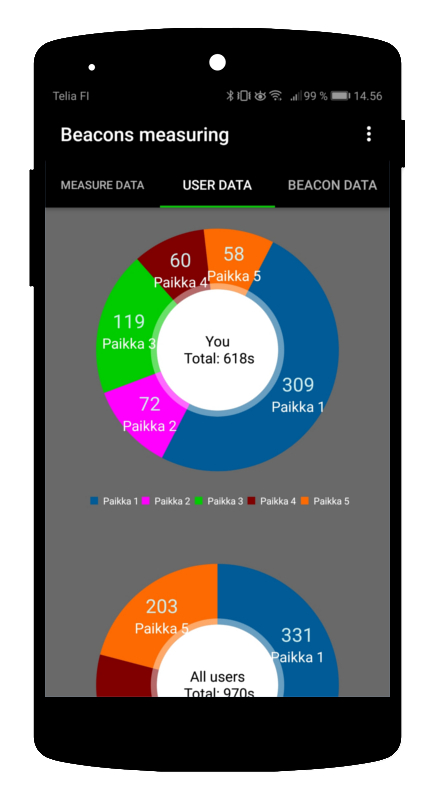 Telia FI 99 % 14.56
Beacons measuring
MEASURE DATA USER DATA BEACON DATA
58
Paikka 5
60
Paikka 4
119
Paikka 3
You
Total: 618s
309
Paikka 1
72
Paikka 2
Paikka 1 Paikka 2 Paikka 3 Paikka 4 Paikka 5
203
Paikka 5
331
Paikka 1
All users
Total: 970s